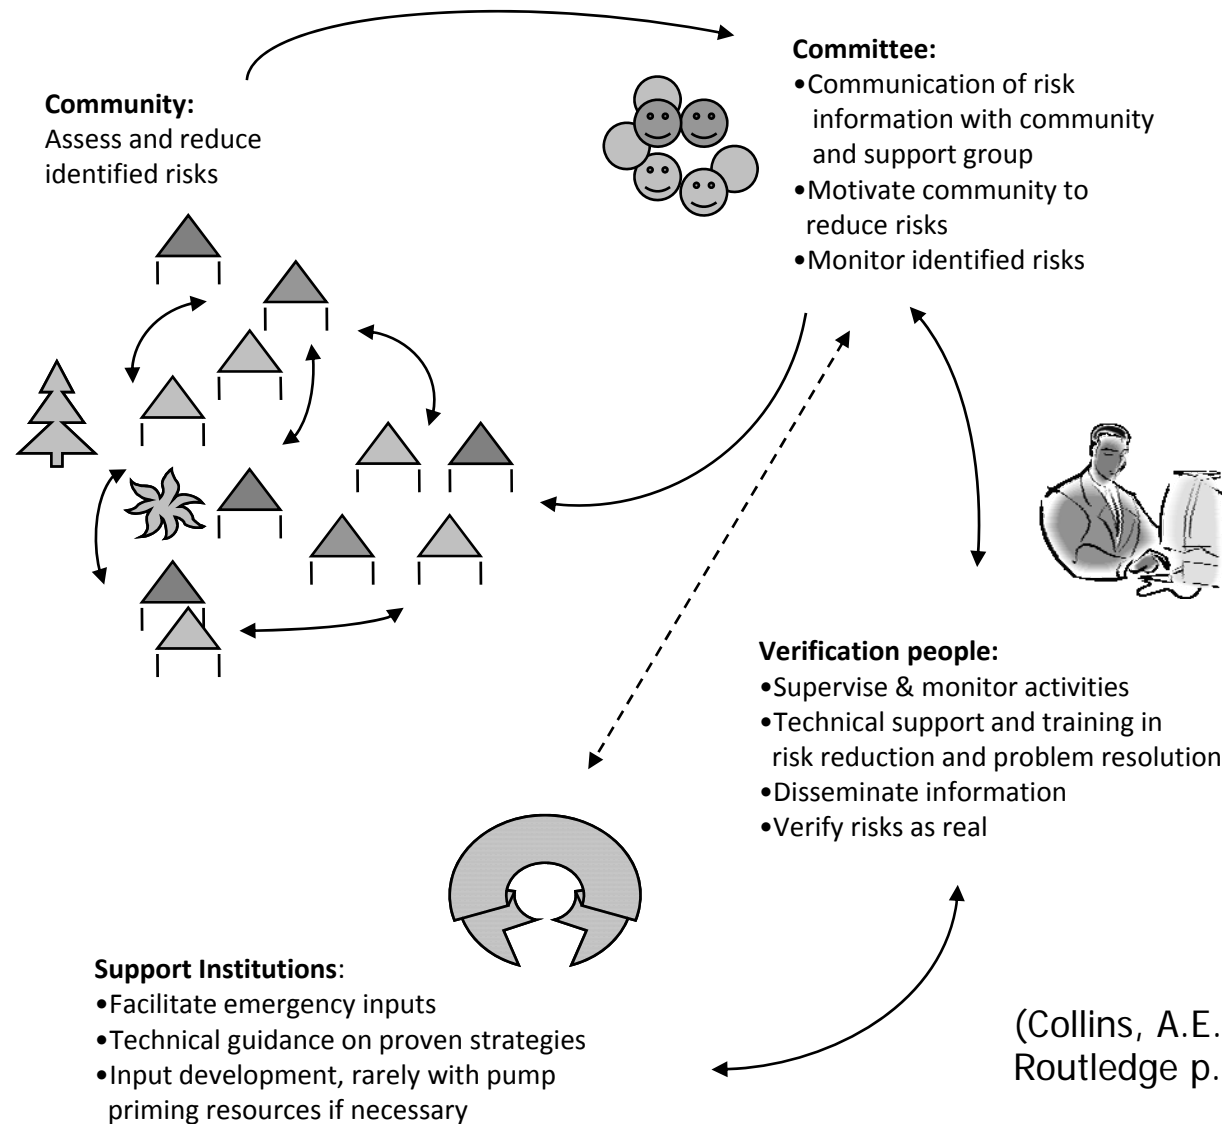 Community:
Assess and reduce
identified risks
Committee:
•Communication of risk
information with community
and support group
•Motivate community to
reduce risks
•Monitor identified risks
Verification people:
•Supervise & monitor activities
•Technical support and training in
risk reduction and problem resolution
•Disseminate information
•Verify risks as real
Support Institutions:
•Facilitate emergency inputs
•Technical guidance on proven strategies
•Input development, rarely with pump
priming resources if necessary
(Collins, A.E.
Routledge p.